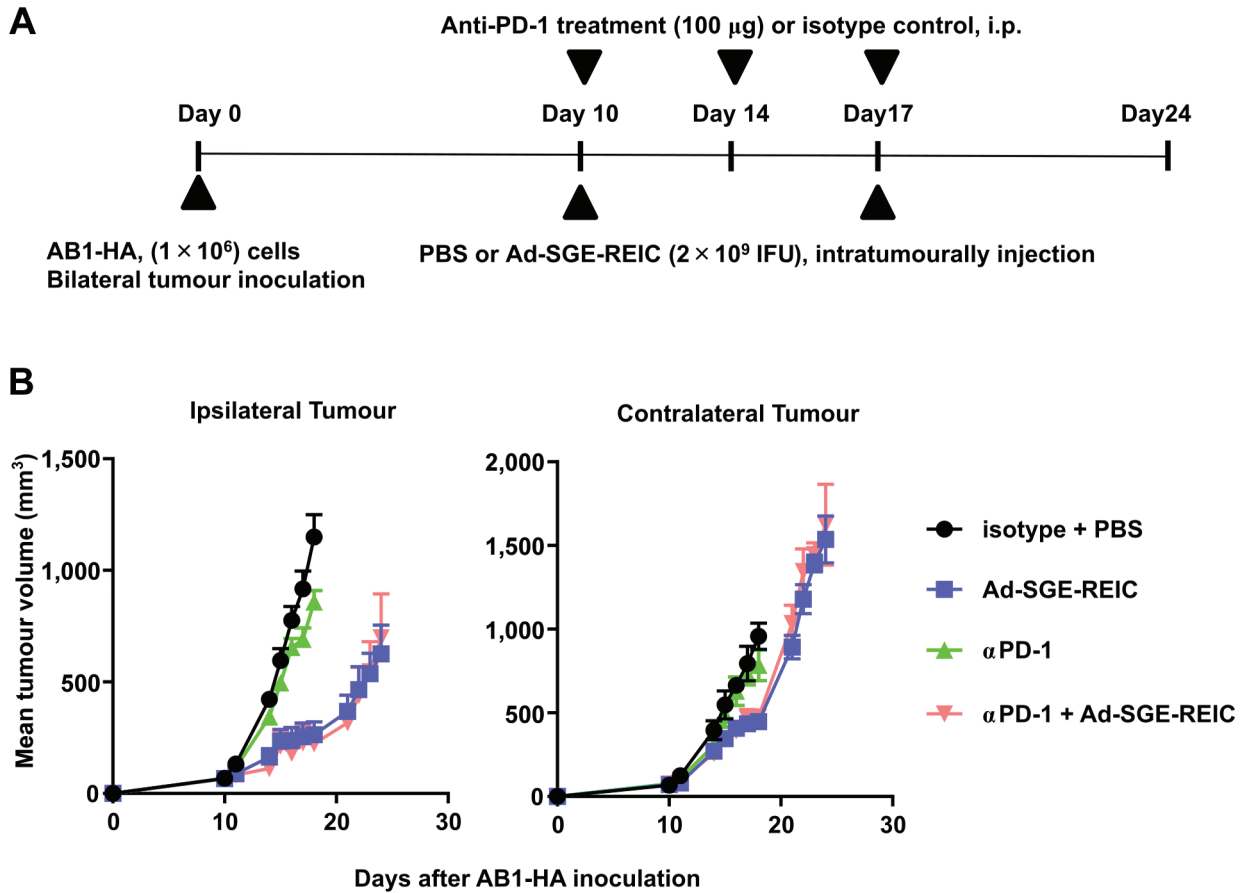 A
Anti-PD-1 treatment (100 μg) or isotype control, i.p.
Day 0
Day 10
Day 14
Day17
Day24
AB1-HA, (1 × 10⁶) cells
Bilateral tumour inoculation
PBS or Ad-SGE-REIC (2 × 10⁹ IFU), intratumourally injection
B
Ipsilateral Tumour
Contralateral Tumour
Mean tumour volume (mm³)
1,500
1,000
500
0
0
10
20
30
2,000
1,500
1,000
500
0
0
10
20
30
isotype + PBS
Ad-SGE-REIC
αPD-1
αPD-1 + Ad-SGE-REIC
Days after AB1-HA inoculation